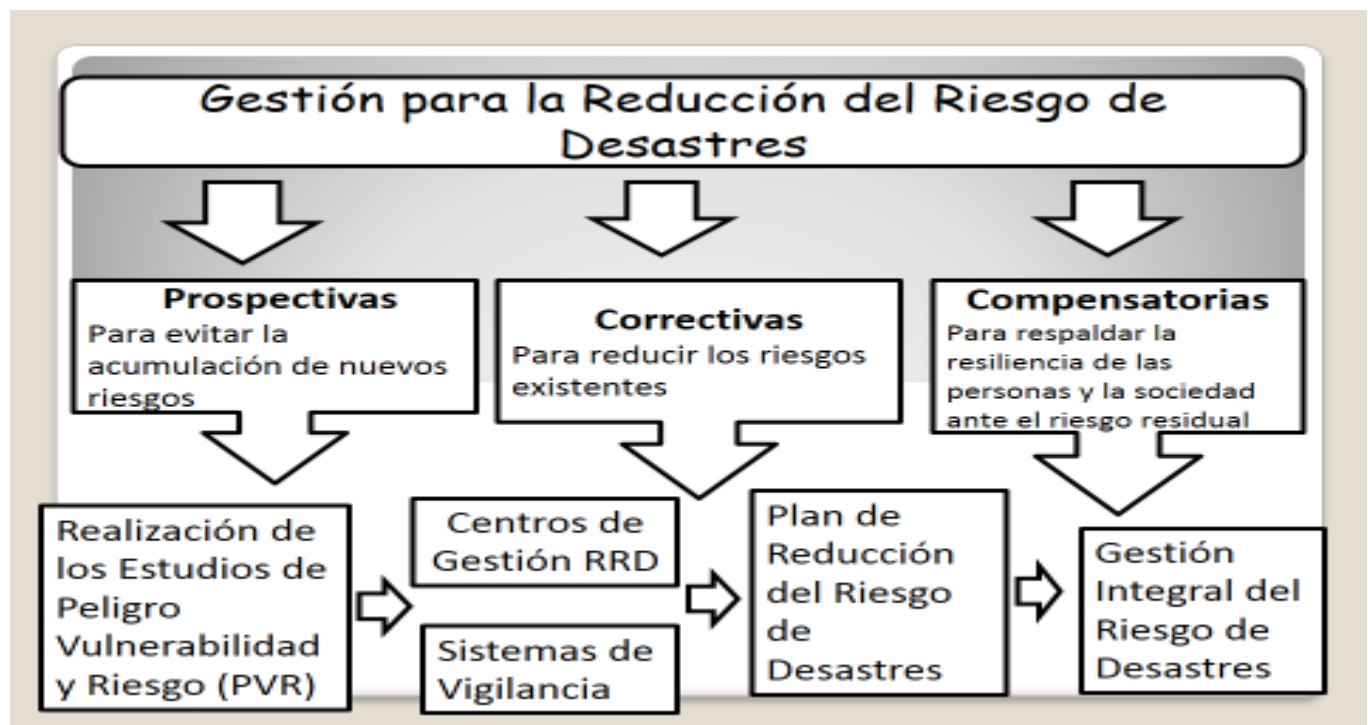 Gestión para la Reducción del Riesgo de
Desastres
Prospectivas
Para evitar la
acumulación de nuevos
riesgos
Correctivas
Para reducir los riesgos
existentes
Compensatorias
Para respaldar la
resiliencia de las
personas y la sociedad
ante el riesgo residual
Realización de
los Estudios de
Peligro
Vulnerabilidad
y Riesgo (PVR)
Centros de
Gestión RRD
Sistemas de
Vigilancia
Plan de
Reducción
del Riesgo
de
Desastres
Gestión
Integral del
Riesgo de
Desastres